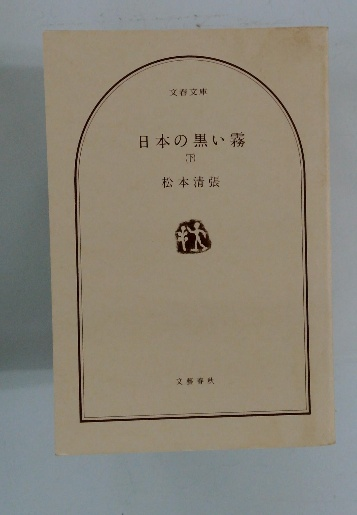 文春文庫
日本の黒い霧
(下)
松本清張
文藝春秋